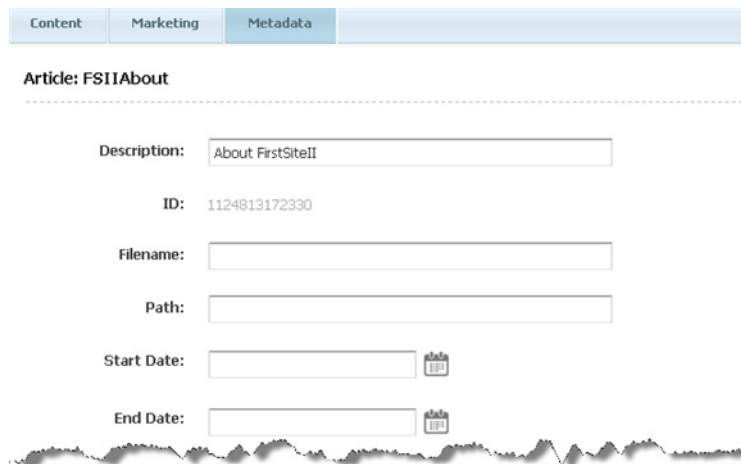 Content Marketing Metadata
Article: FSIIAbout
Description: About FirstSiteII
ID: 1124813172330
Filename:
Path:
Start Date:
End Date: